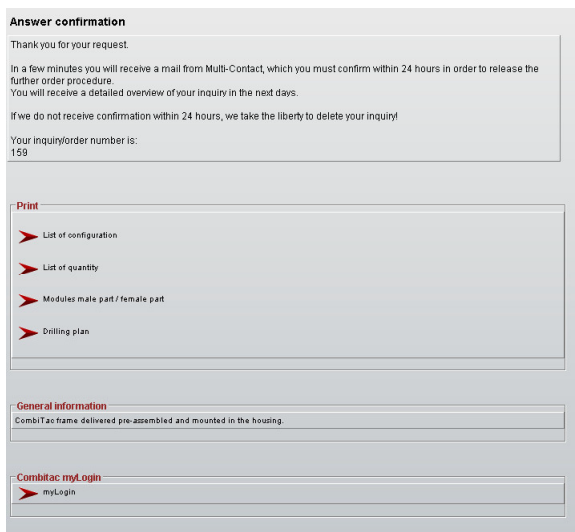 Answer confirmation
Thank you for your request.
In a few minutes you will receive a mail from Multi-Contact, which you must confirm within 24 hours in order to release the
further order procedure.
You will receive a detailed overview of your inquiry in the next days.
If we do not receive confirmation within 24 hours, we take the liberty to delete your inquiry!
Your inquiry/order number is:
159
Print
List of configuration
List of quantity
Modules male part / female part
Drilling plan
General information
CombiTac frame delivered pre-assembled and mounted in the housing.
Combitac myLogin
myLogin